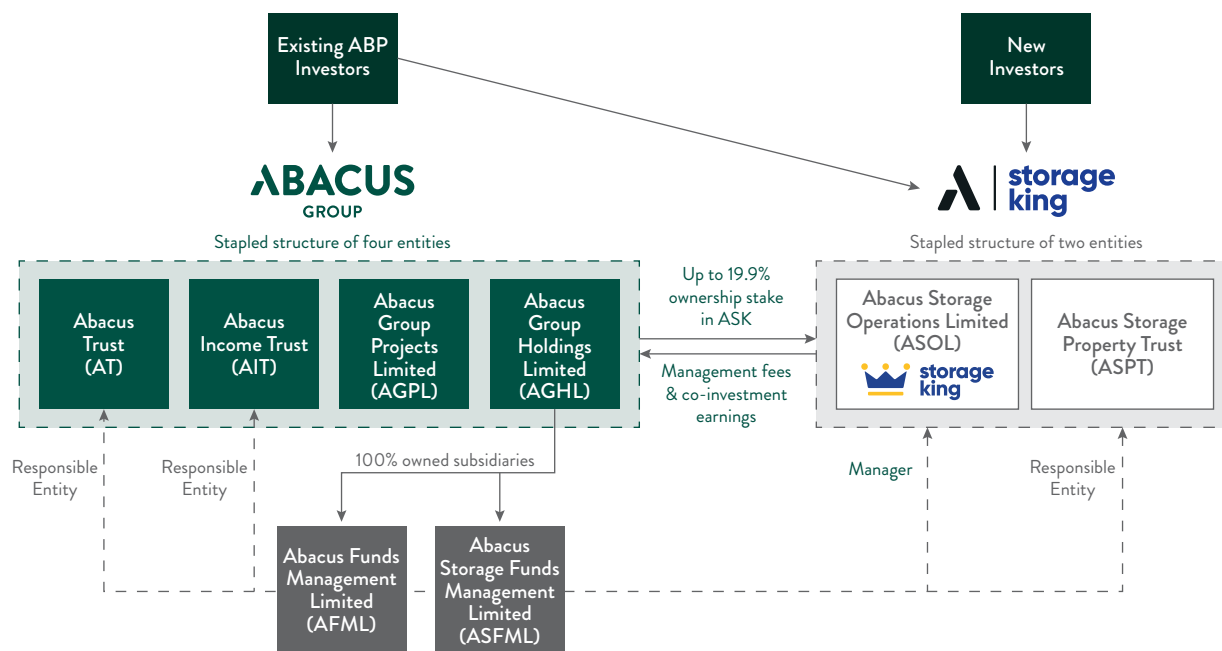 Existing ABP
Investors
New
Investors
ABACUS
GROUP
storage
king
Stapled structure of four entities
Stapled structure of two entities
Abacus
Trust
(AT)
Abacus
Income Trust
(AIT)
Abacus
Group
Projects
Limited
(AGPL)
Abacus
Group
Holdings
Limited
(AGHL)
Up to 19.9%
ownership stake
in ASK
Management fees
& co-investment
earnings
Abacus Storage
Operations Limited
(ASOL)
storage
king
Abacus Storage
Property Trust
(ASPT)
Responsible
Entity
Responsible
Entity
100% owned subsidiaries
Manager
Responsible
Entity
Abacus Funds
Management
Limited
(AFML)
Abacus
Storage Funds
Management
Limited
(ASFML)